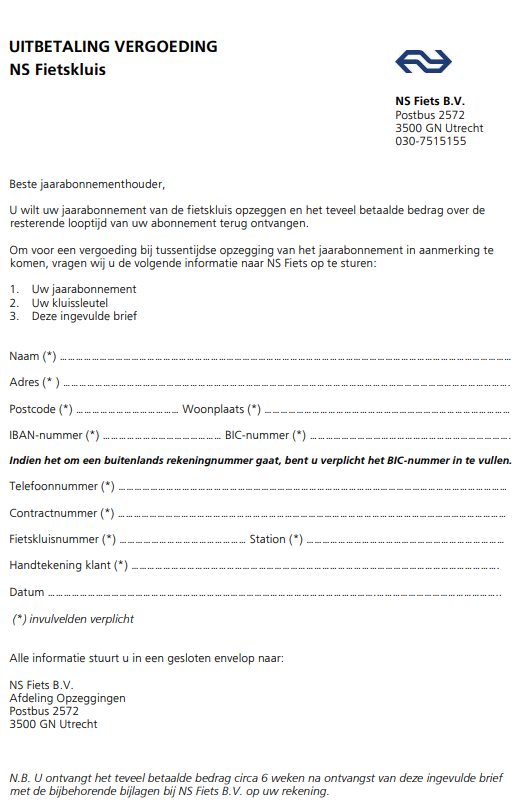 UITBETALING VERGOEDING
NS Fietskluis
NS Fiets B.V.
Postbus 2572
3500 GN Utrecht
030-7515155
Beste jaarabonnementhouder,
U wilt uw jaarabonnement van de fietskluis opzeggen en het teveel betaalde bedrag over de
resterende looptijd van uw abonnement terug ontvangen.
Om voor een vergoeding bij tussentijdse opzegging van het jaarabonnement in aanmerking te
komen, vragen wij u de volgende informatie naar NS Fiets op te sturen:
1. Uw jaarabonnement
2. Uw kluissleutel
3. Deze ingevulde brief
Naam (*) ……………………………………………………………………………………
Adres (* ) ……………………………………………………………………………………
Postcode (*) …………………… Woonplaats (*) ………………………………………………
IBAN-nummer (*) ……………………… BIC-nummer (*) ……………………………………
Indien het om een buitenlands rekeningnummer gaat, bent u verplicht het BIC-nummer in te vullen.
Telefoonnummer (*) …………………………………………………………………………
Contractnummer (*) …………………………………………………………………………
Fietskluisnummer (*) ……………………… Station (*) ……………………………………
Handtekening klant (*) ………………………………………………………………………
Datum ……………………………………………………………………………………
(*) invulvelden verplicht
Alle informatie stuurt u in een gesloten envelop naar:
NS Fiets B.V.
Afdeling Opzeggingen
Postbus 2572
3500 GN Utrecht
N.B. U ontvangt het teveel betaalde bedrag circa 6 weken na ontvangst van deze ingevulde brief
met de bijbehorende bijlagen bij NS Fiets B.V. op uw rekening.